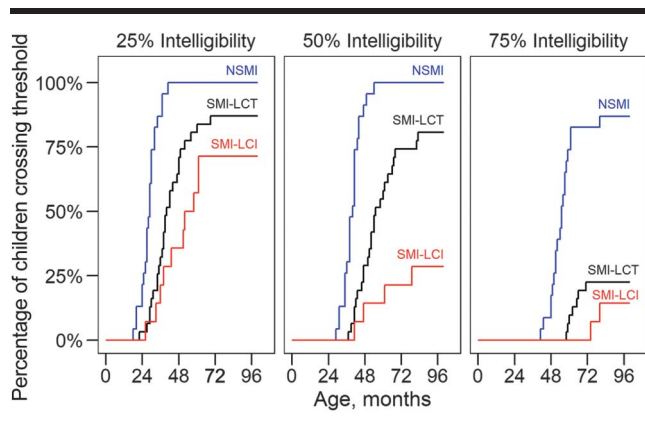 25% Intelligibility
50% Intelligibility
75% Intelligibility
Percentage of children crossing threshold
100%
75%
50%
25%
0%
NSMI
SMI-LCT
SMI-LCI
NSMI
SMI-LCT
SMI-LCI
NSMI
SMI-LCT
SMI-LCI
0 24 48 72 96
0 24 48 72 96
0 24 48 72 96
Age, months